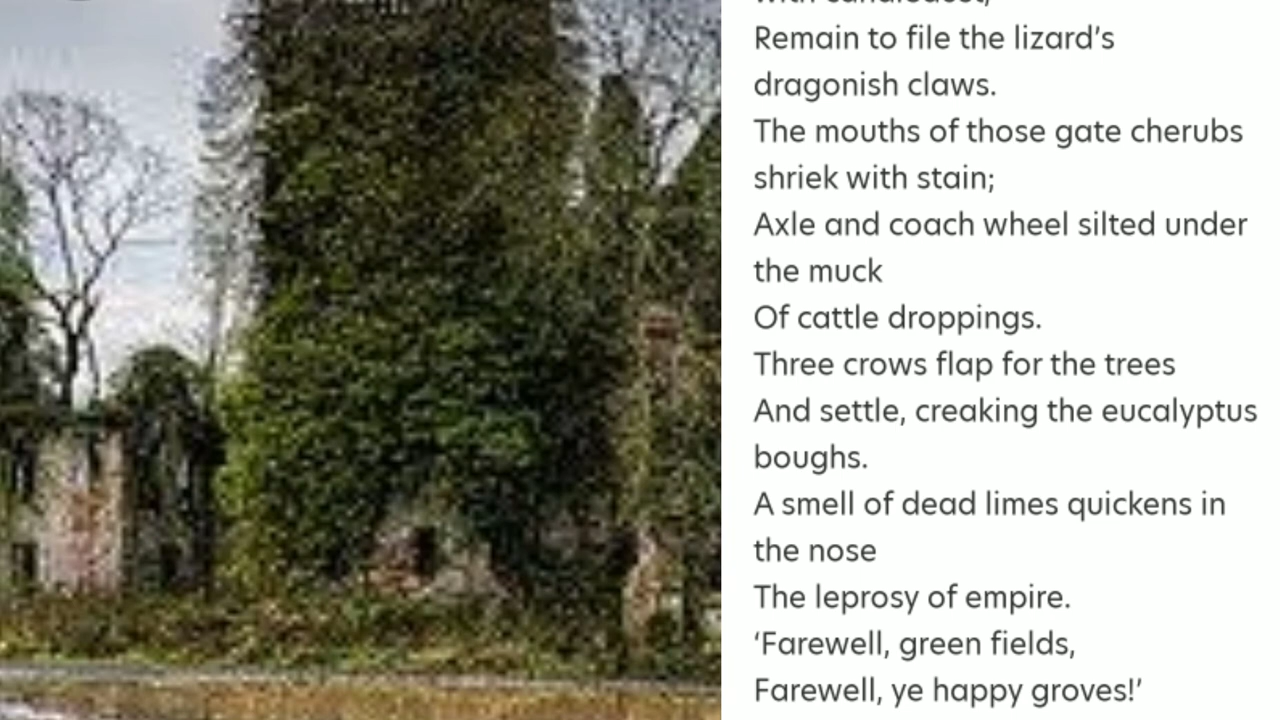 Remain to file the lizard’s
dragonish claws.
The mouths of those gate cherubs
shriek with stain;
Axle and coach wheel silted under
the muck
Of cattle droppings.
Three crows flap for the trees
And settle, creaking the eucalyptus
boughs.
A smell of dead limes quickens in
the nose
The leprosy of empire.
‘Farewell, green fields,
Farewell, ye happy groves!’